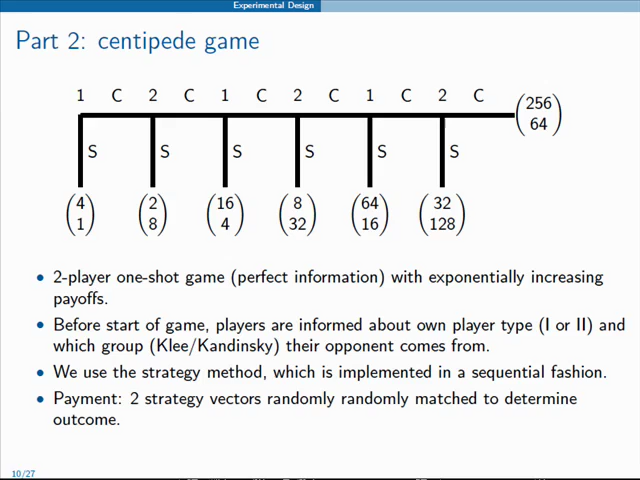 Experimental Design
Part 2: centipede game
1 C 2 C 1 C 2 C 1 C 2 C
256
64
S S S S S S
4 2 16 8 64 32
1 8 4 32 16 128
2-player one-shot game (perfect information) with exponentially increasing
payoffs.
Before start of game, players are informed about own player type (I or II) and
which group (Klee/Kandinsky) their opponent comes from.
We use the strategy method, which is implemented in a sequential fashion.
Payment: 2 strategy vectors randomly randomly matched to determine
outcome.
10/27